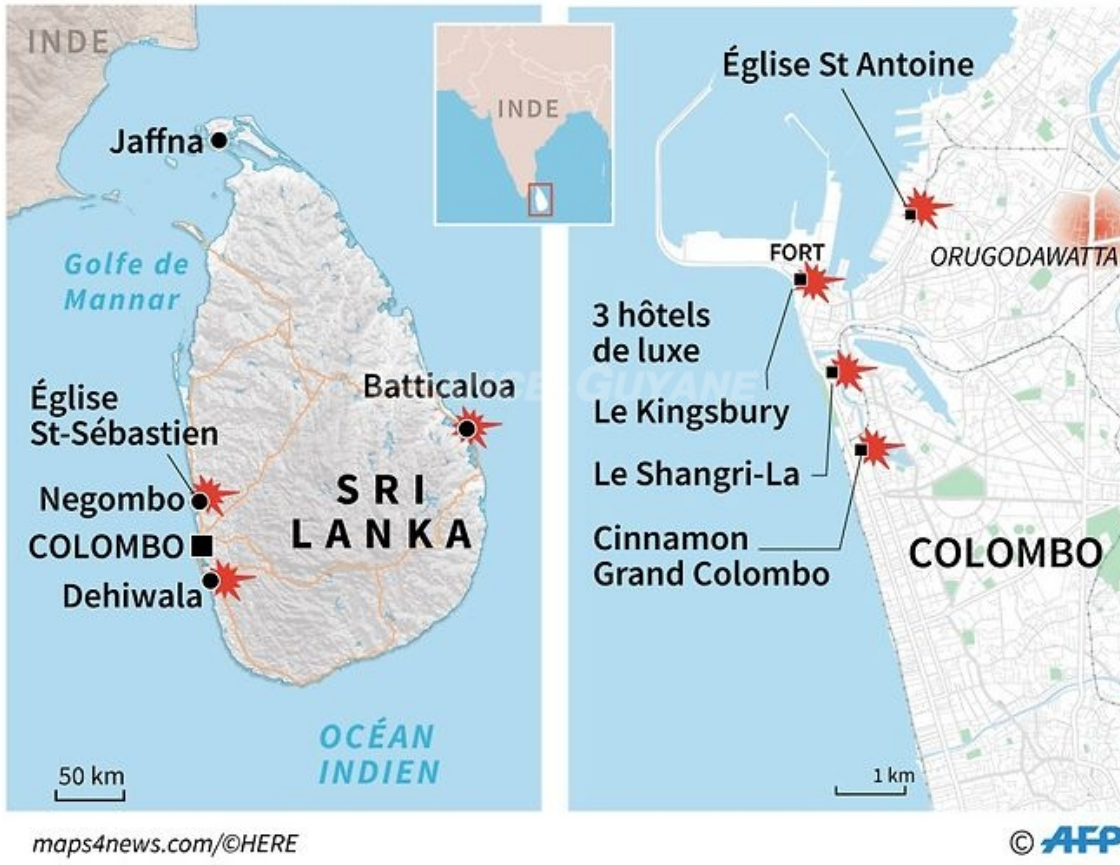 INDE
Jaffna
Golfe de
Mannar
Église
St-Sébastien
Negombo
COLOMBO
Dehiwala
Batticaloa
SRI
LANKA
OCÉAN
INDIEN
50 km
INDE
Église St Antoine
ORUGODAWATTA
FORT
3 hôtels
de luxe
Le Kingsbury
Le Shangri-La
Cinnamon
Grand Colombo
COLOMBO
1 km
GUYANE
maps4news.com/©HERE
© AFP